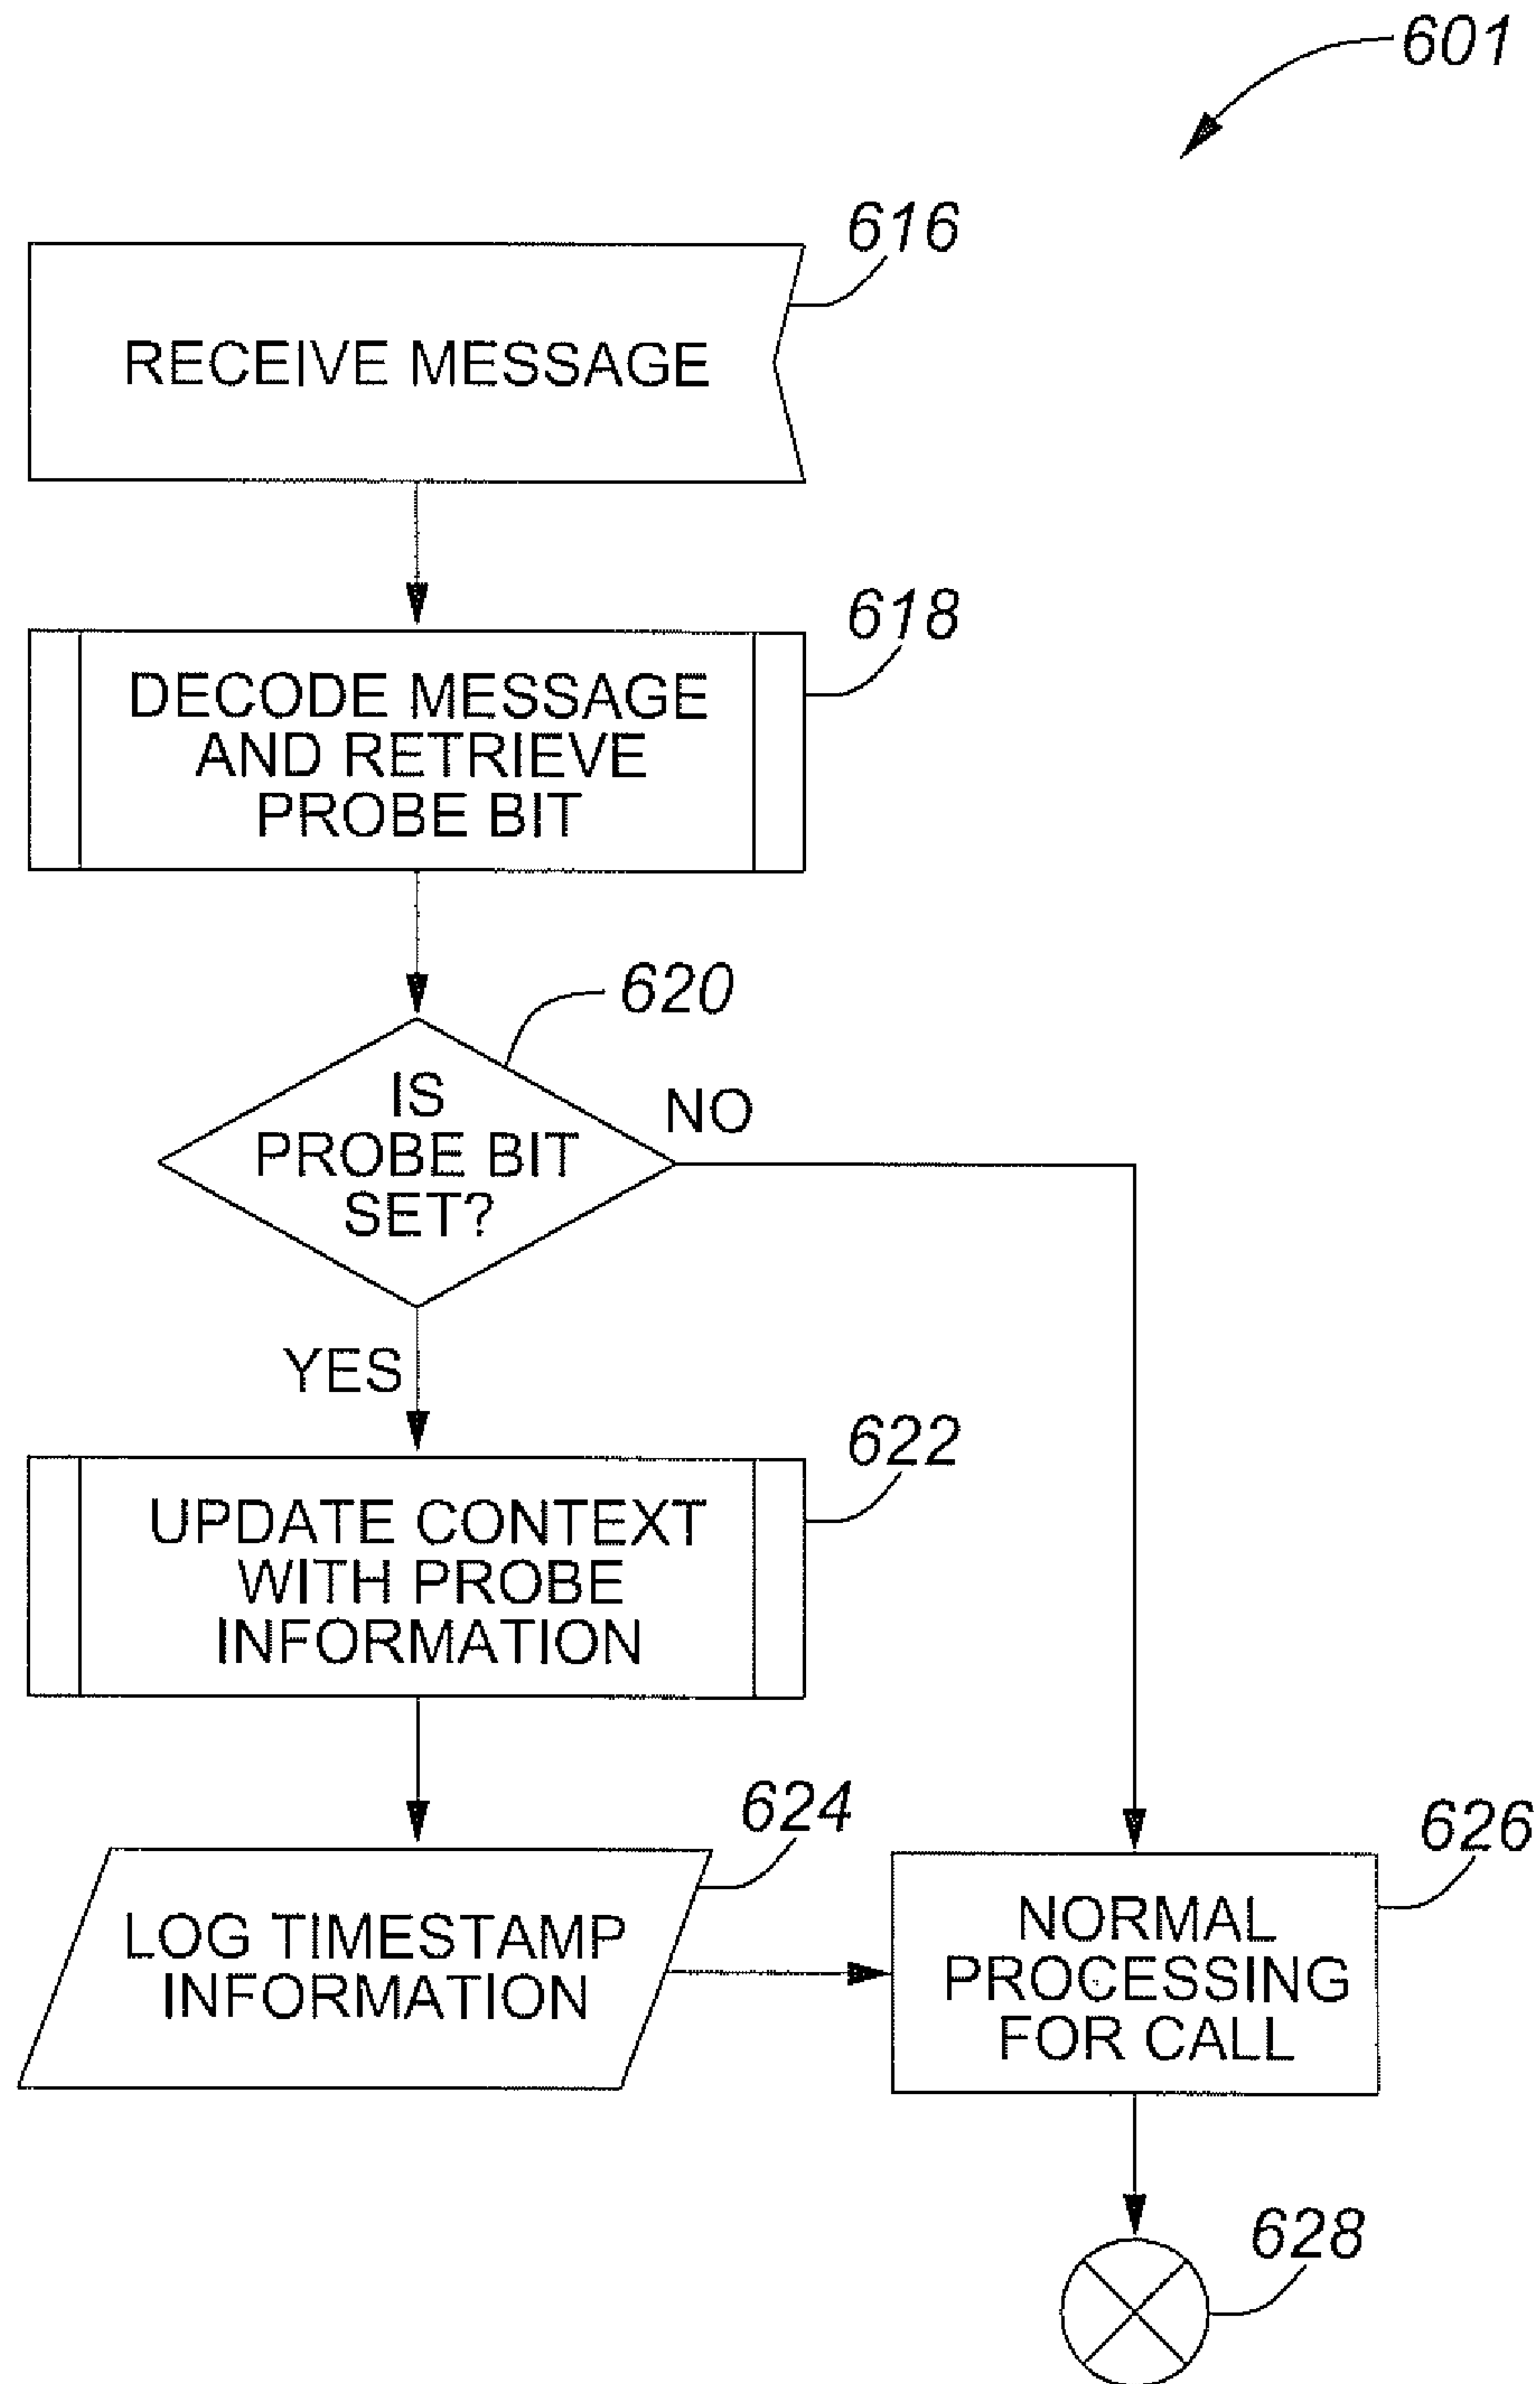 601
616
RECEIVE MESSAGE
618
DECODE MESSAGE
AND RETRIEVE
PROBE BIT
620
IS
PROBE BIT
SET?
NO
YES
622
UPDATE CONTEXT
WITH PROBE
INFORMATION
624
LOG TIMESTAMP
INFORMATION
626
NORMAL
PROCESSING
FOR CALL
628